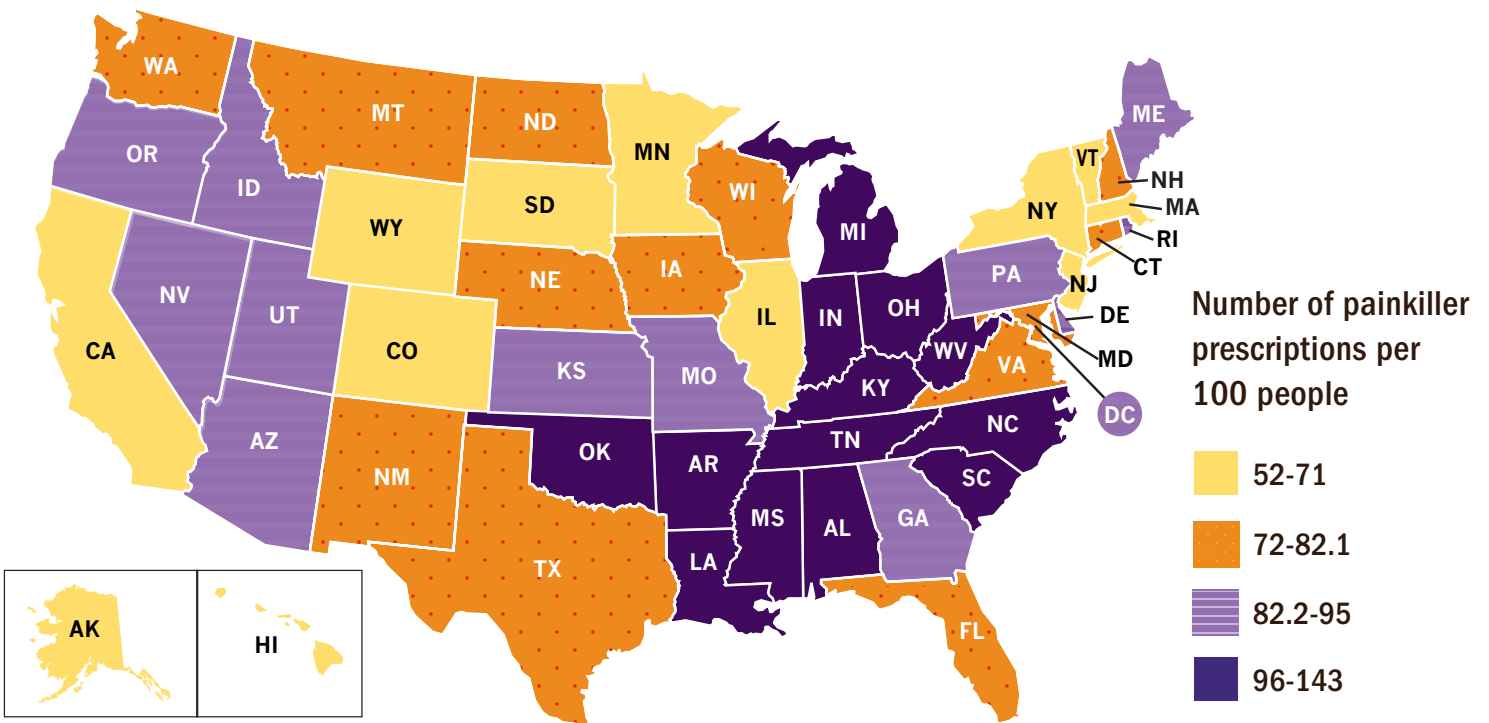 WA
MT
ND
MN
ME
OR
ID
WI
VT
NH
SD
NY
MA
WY
MI
RI
CT
IA
PA
NE
NV
NJ
UT
IL
IN
OH
DE
CA
CO
WV
MD
KS
MO
KY
VA
DC
AZ
OK
TN
NC
AR
NM
SC
MS
AL
GA
TX
LA
FL
AK
HI
Number of painkiller
prescriptions per
100 people
52-71
72-82.1
82.2-95
96-143